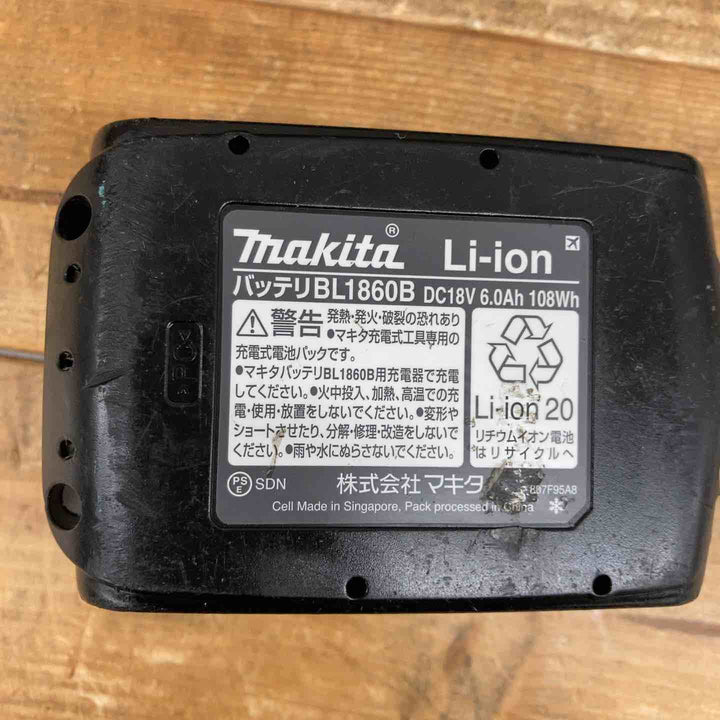 makita® Li-ion
バッテリBL1860B DC18V 6.0Ah 108Wh
警告 発熱・発火・破裂の恐れあり
●マキタ充電式工具専用の
充電式電池パックです。
●マキタバッテリBL1860B用充電器で充電
してください。●火中投入、加熱、高温での充
電・使用・放置をしないでください。●変形や
ショートさせたり、分解・修理・改造をしないで
ください。●雨や水にぬらさないでください。
Li-ion 20
リチウムイオン電池
はリサイクルへ
PSE SDN 株式会社マキタ
Cell Made in Singapore, Pack processed in China